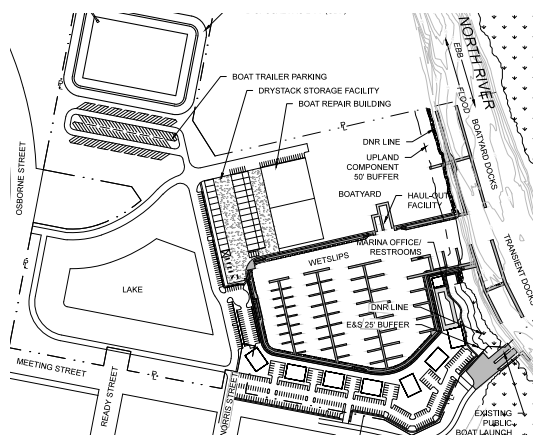 NORTH RIVER
EBB
FLOOD
BOAT TRAILER PARKING
DRYSTACK STORAGE FACILITY
BOAT REPAIR BUILDING
DNR LINE
UPLAND
COMPONENT
50' BUFFER
BOATYARD DOCKS
OSBORNE STREET
BOATYARD
HAUL-OUT
FACILITY
MARINA OFFICE/
RESTROOMS
WETSLIPS
TRANSIENT DOCKS
LAKE
DNR LINE
E&S 25' BUFFER
MEETING STREET
READY STREET
NORRIS STREET
EXISTING
PUBLIC
BOAT LAUNCH